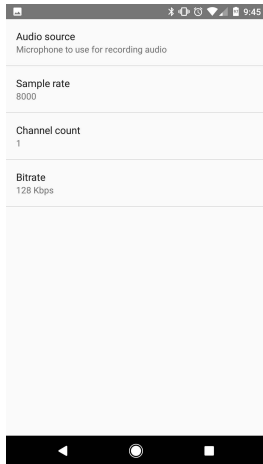 9:45
Audio source
Microphone to use for recording audio
Sample rate
8000
Channel count
1
Bitrate
128 Kbps